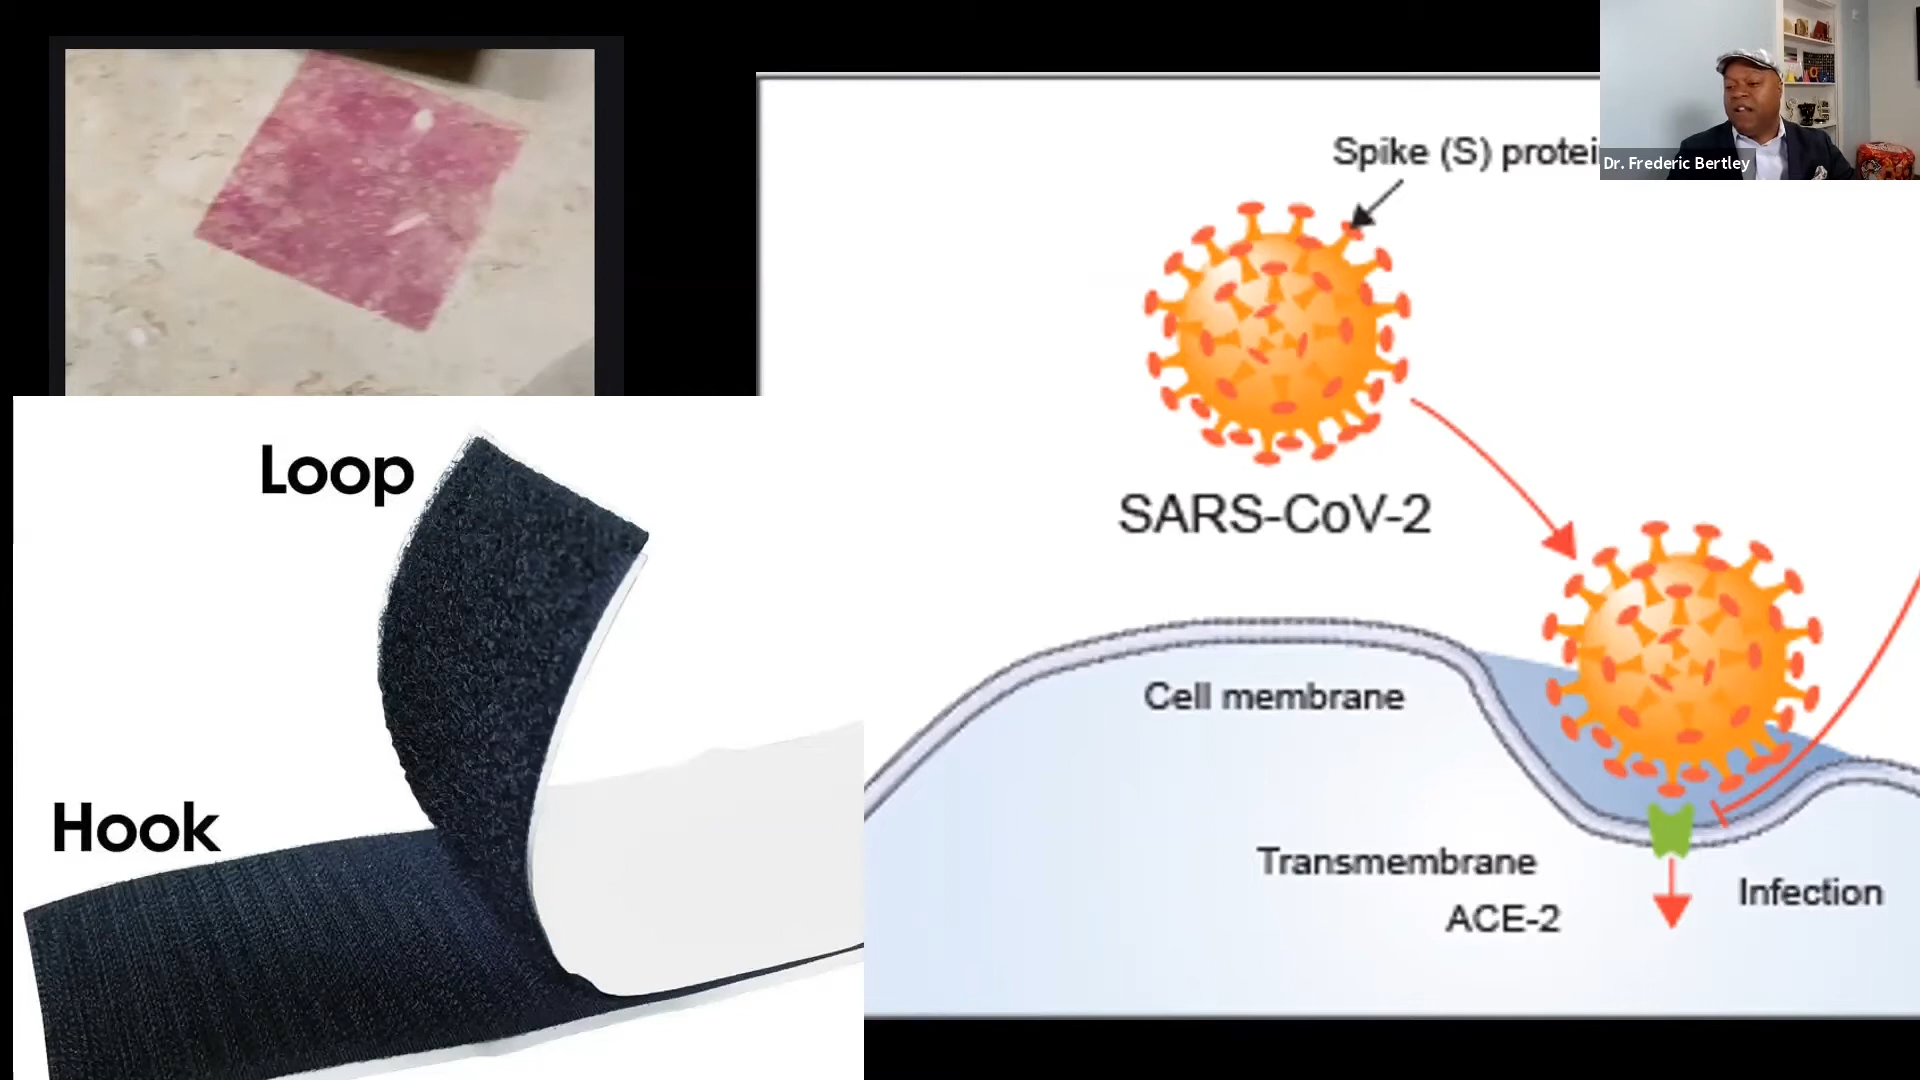 Dr. Frederic Bertley
Spike (S) protei
SARS-CoV-2
Loop
Hook
Cell membrane
Transmembrane
ACE-2
Infection